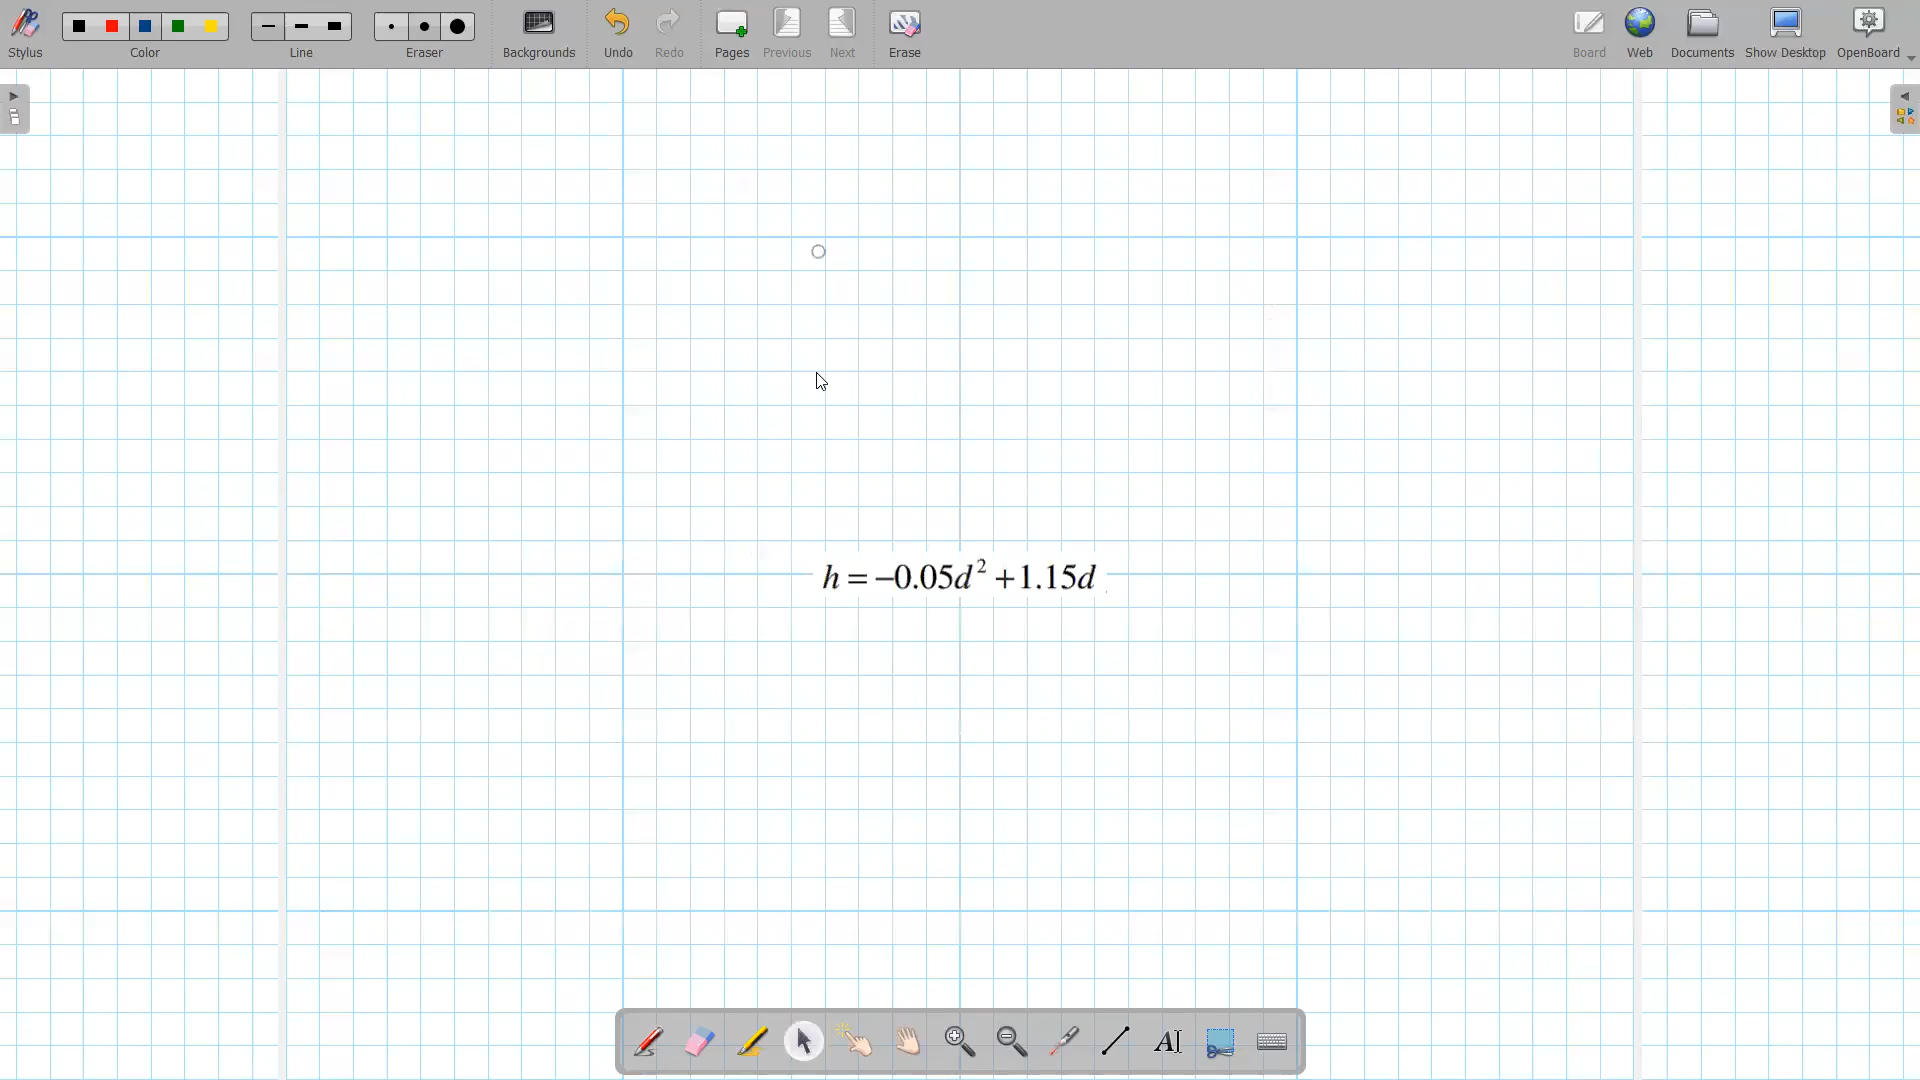 Stylus Color Line Eraser Backgrounds Undo Redo Pages Previous Next Erase Board Web Documents Show Desktop OpenBoard
h = −0.05d² + 1.15d
A